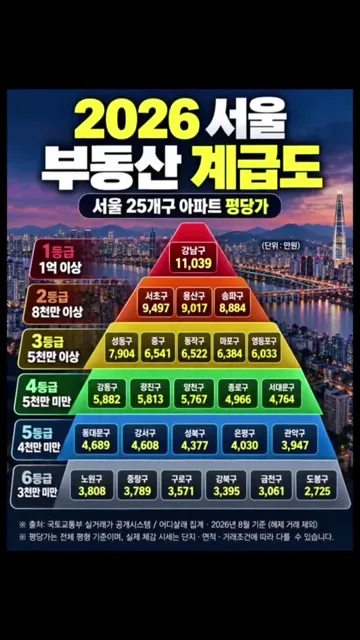 2026 서울
부동산 계급도
서울 25개구 아파트 평당가
(단위 : 만원)
1등급
1억 이상
강남구
11,039
2등급
8천만 이상
서초구 용산구 송파구
9,497 9,017 8,884
3등급
5천만 이상
성동구 중구 동작구 마포구 영등포구
7,904 6,541 6,522 6,384 6,033
4등급
5천만 미만
강동구 광진구 양천구 종로구 서대문구
5,882 5,813 5,767 4,966 4,764
5등급
4천만 미만
동대문구 강서구 성북구 은평구 관악구
4,689 4,608 4,377 4,030 3,947
6등급
3천만 미만
노원구 중랑구 구로구 강북구 금천구 도봉구
3,808 3,789 3,571 3,395 3,061 2,725
※ 출처: 국토교통부 실거래가 공개시스템 / 어디살래 집계 · 2026년 8월 기준 (해제 거래 제외)
※ 평당가는 전체 평형 기준이며, 실제 체감 시세는 단지 · 면적 · 거래조건에 따라 다를 수 있습니다.